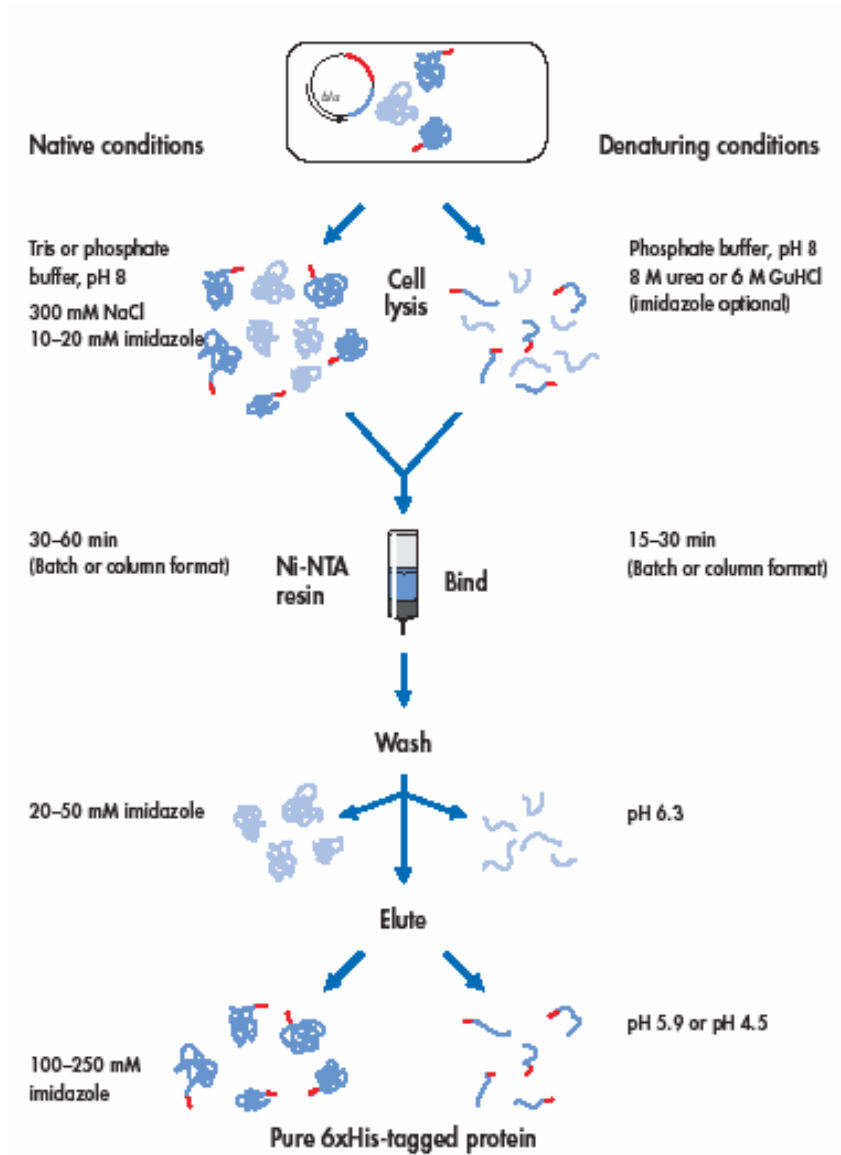 bla
Native conditions
Denaturing conditions
Tris or phosphate
buffer, pH 8
300 mM NaCl
10–20 mM imidazole
Cell
lysis
Phosphate buffer, pH 8
8 M urea or 6 M GuHCl
(imidazole optional)
30–60 min
(Batch or column format)
Ni-NTA
resin
Bind
15–30 min
(Batch or column format)
Wash
20–50 mM imidazole
pH 6.3
Elute
100–250 mM
imidazole
pH 5.9 or pH 4.5
Pure 6xHis-tagged protein